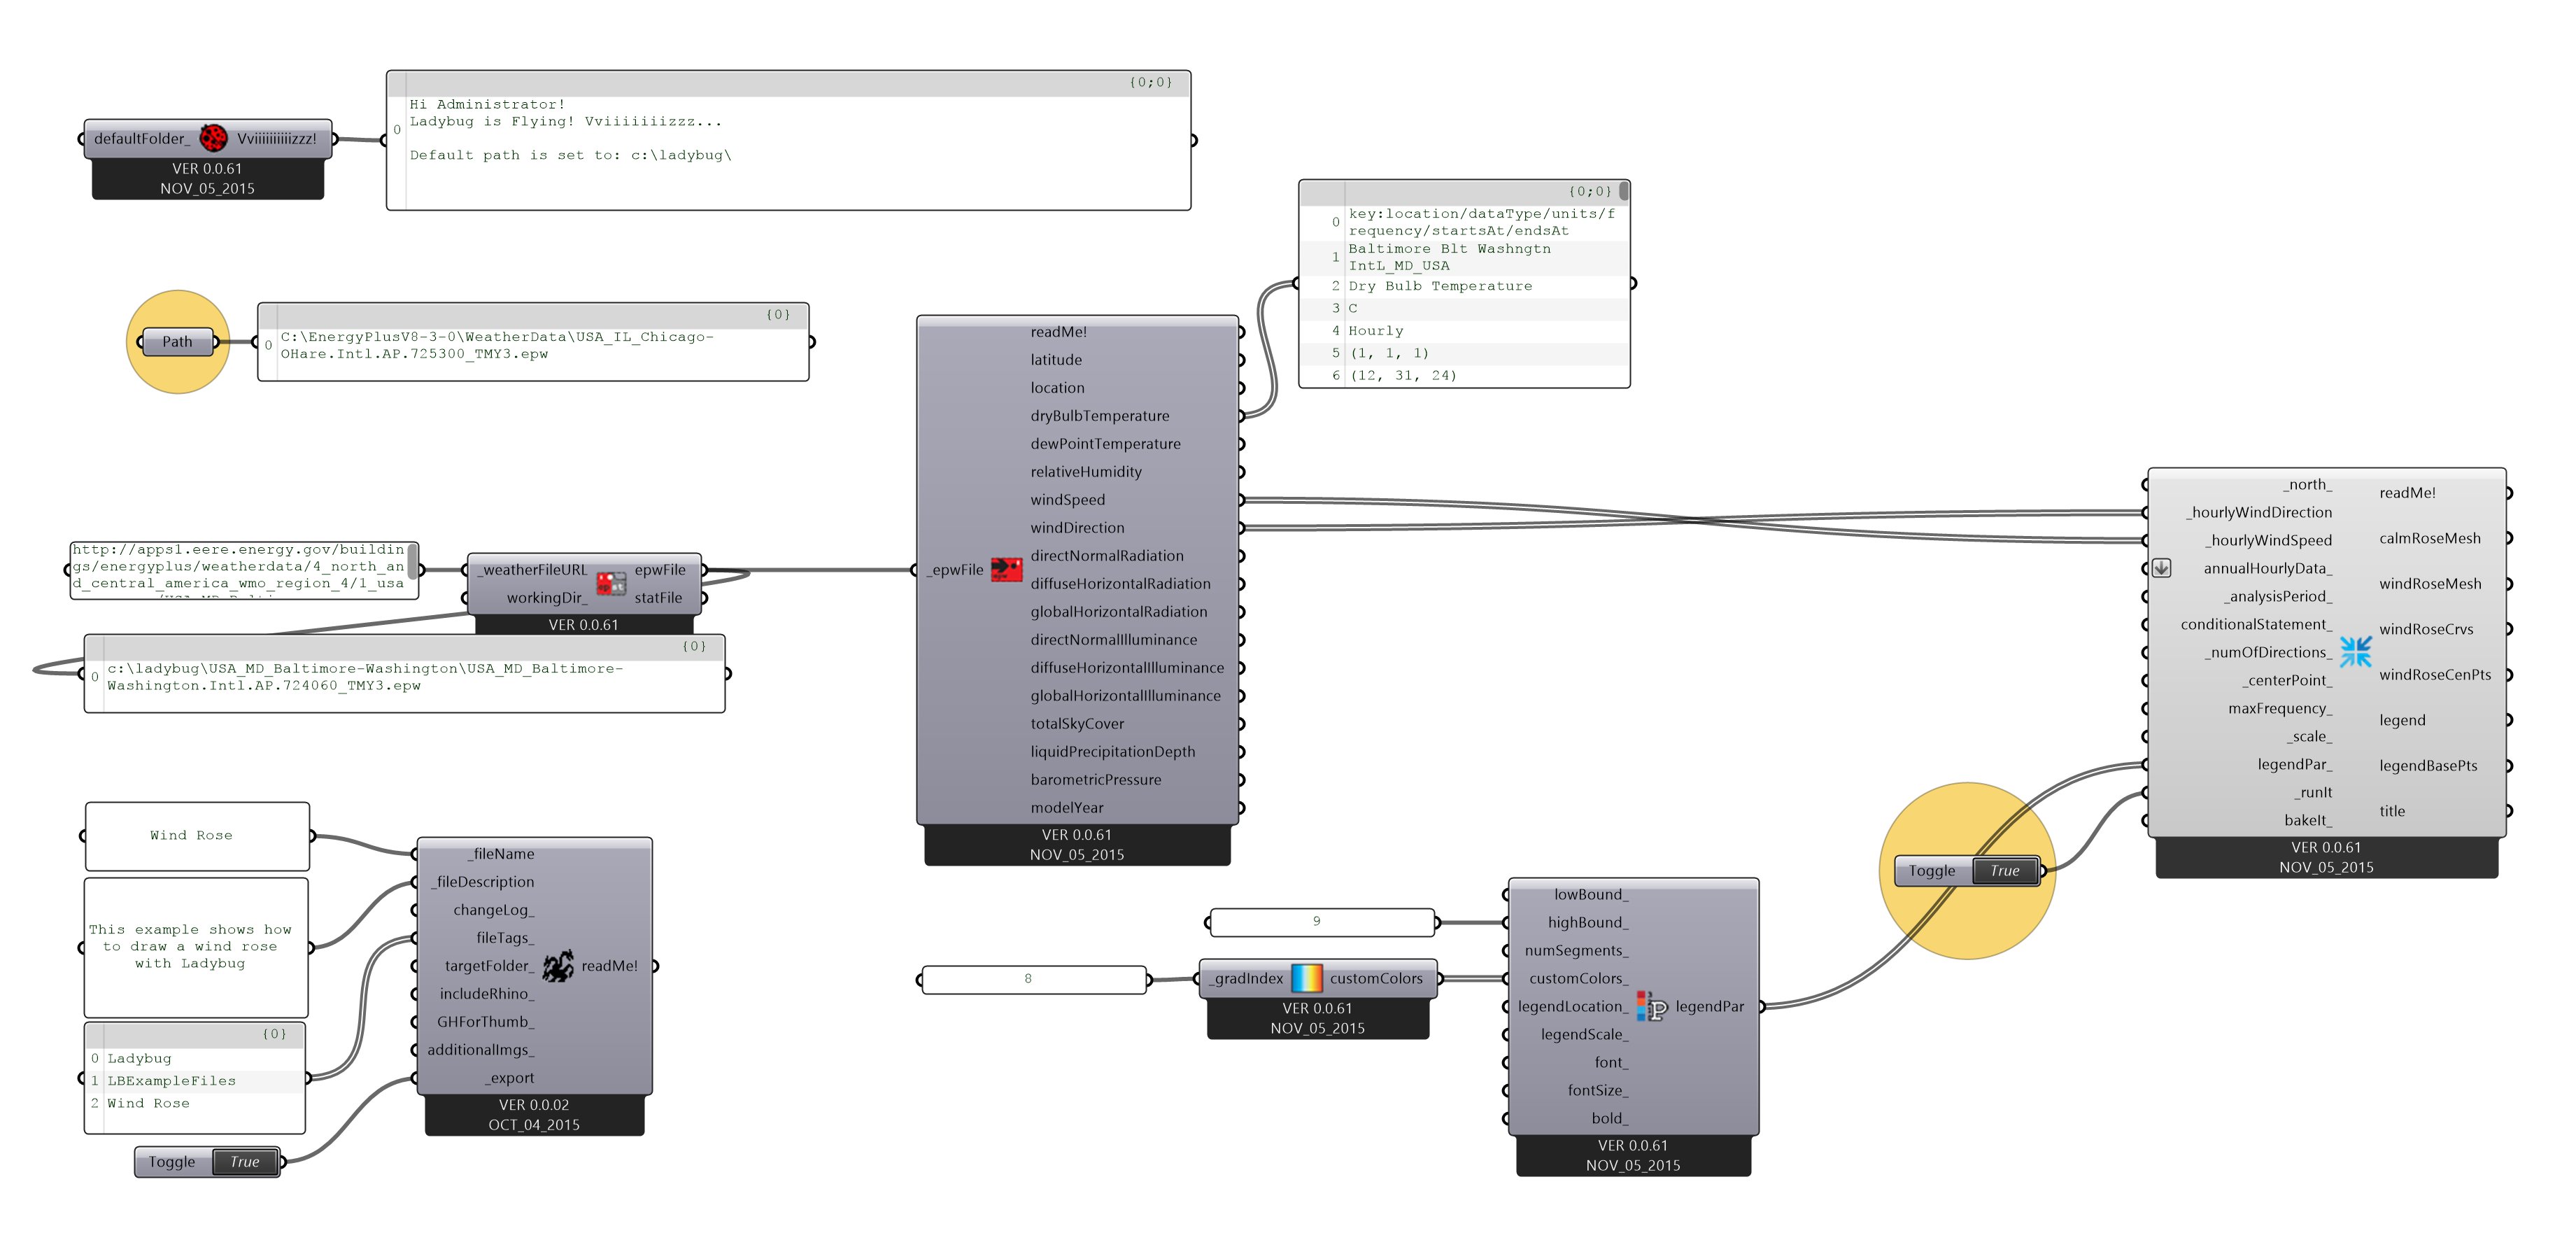 defaultFolder_ Vviiiiiiiiiizzz!
VER 0.0.61
NOV_05_2015
{0;0}
0
Hi Administrator!
Ladybug is Flying! Vviiiiiiizzz...
Default path is set to: c:\ladybug\
Path
{0}
0
C:\EnergyPlusV8-3-0\WeatherData\USA_IL_Chicago-
OHare.Intl.AP.725300_TMY3.epw
{0;0}
0 key:location/dataType/units/f
requency/startsAt/endsAt
1 Baltimore Blt Washngtn
IntL_MD_USA
2 Dry Bulb Temperature
3 C
4 Hourly
5 (1, 1, 1)
6 (12, 31, 24)
http://apps1.eere.energy.gov/buildin
gs/energyplus/weatherdata/4_north_an
d_central_america_wmo_region_4/1_usa
_weatherFileURL epwFile
workingDir_ statFile
VER 0.0.61
{0}
0
c:\ladybug\USA_MD_Baltimore-Washington\USA_MD_Baltimore-
Washington.Intl.AP.724060_TMY3.epw
_epwFile
readMe!
latitude
location
dryBulbTemperature
dewPointTemperature
relativeHumidity
windSpeed
windDirection
directNormalRadiation
diffuseHorizontalRadiation
globalHorizontalRadiation
directNormalIlluminance
diffuseHorizontalIlluminance
globalHorizontalIlluminance
totalSkyCover
liquidPrecipitationDepth
barometricPressure
modelYear
VER 0.0.61
NOV_05_2015
_north_
_hourlyWindDirection
_hourlyWindSpeed
annualHourlyData_
_analysisPeriod_
conditionalStatement_
_numOfDirections_
_centerPoint_
maxFrequency_
_scale_
legendPar_
_runIt
bakeIt_
readMe!
calmRoseMesh
windRoseMesh
windRoseCrvs
windRoseCenPts
legend
legendBasePts
title
VER 0.0.61
NOV_05_2015
Toggle True
Wind Rose
This example shows how
to draw a wind rose
with Ladybug
{0}
0 Ladybug
1 LBExampleFiles
2 Wind Rose
Toggle True
_fileName
_fileDescription
changeLog_
fileTags_
targetFolder_
includeRhino_
GHForThumb_
additionalImgs_
_export
readMe!
VER 0.0.02
OCT_04_2015
9
8
_gradIndex customColors
VER 0.0.61
NOV_05_2015
lowBound_
highBound_
numSegments_
customColors_
legendLocation_
legendScale_
font_
fontSize_
bold_
legendPar
VER 0.0.61
NOV_05_2015